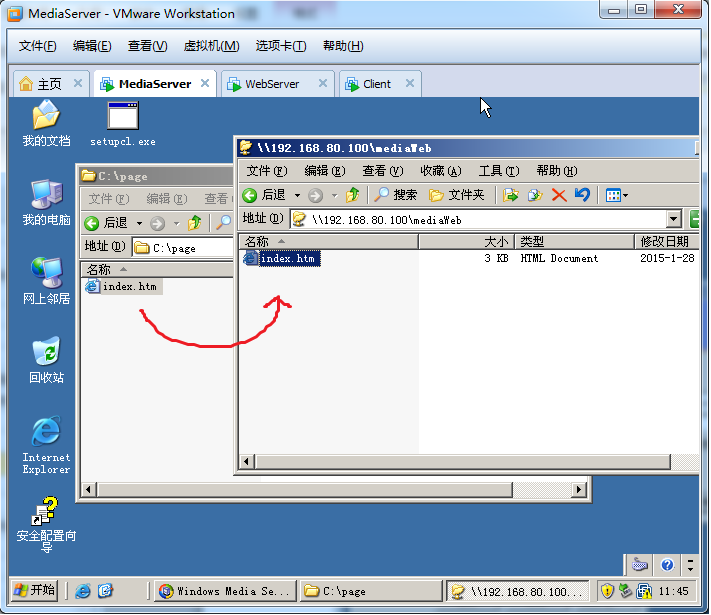 MediaServer - VMware Workstation
文件(F) 编辑(E) 查看(V) 虚拟机(M) 选项卡(T) 帮助(H)
主页 MediaServer WebServer Client
我的文档
setupcl.exe
我的电脑
网上邻居
回收站
Internet
Explorer
安全配置向
导
C:\page
文件(F) 编辑(E) 查看
后退
地址(D) C:\page
名称
index.htm
\\192.168.80.100\mediaWeb
文件(F) 编辑(E) 查看(V) 收藏(A) 工具(T) 帮助(H)
后退 搜索 文件夹
地址(D) \\192.168.80.100\mediaWeb
名称 大小 类型 修改日期
index.htm 3 KB HTML Document 2015-1-28
开始 Windows Media Se... C:\page \\192.168.80.100... 11:45